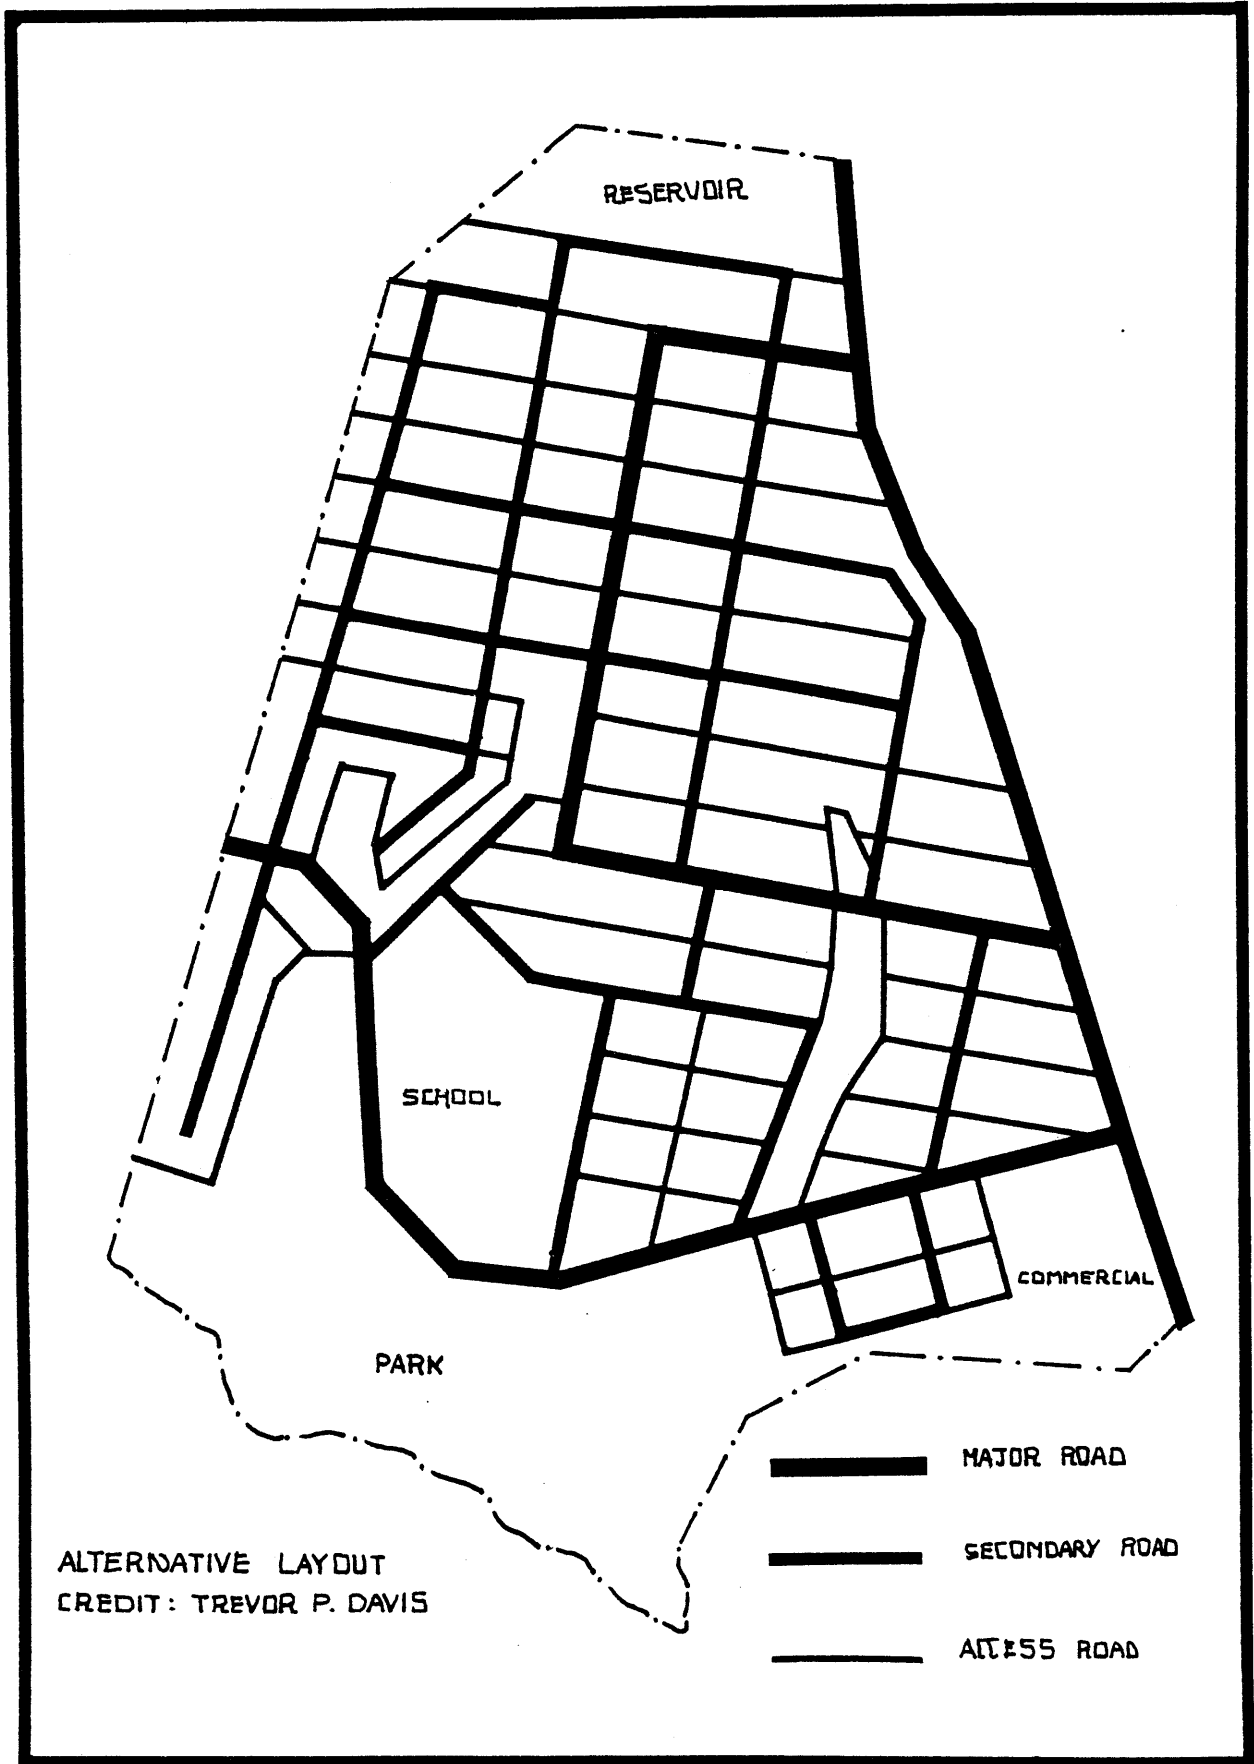 RESERVOIR
SCHOOL
COMMERCIAL
PARK
MAJOR ROAD
SECONDARY ROAD
ACCESS ROAD
ALTERNATIVE LAYOUT
CREDIT: TREVOR P. DAVIS